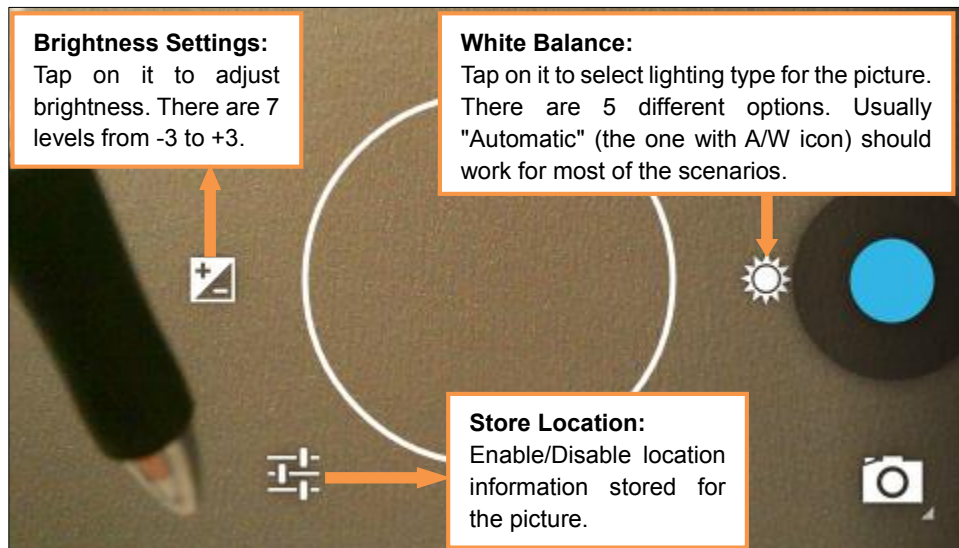 Brightness Settings:
Tap on it to adjust
brightness. There are 7
levels from -3 to +3.
White Balance:
Tap on it to select lighting type for the picture.
There are 5 different options. Usually
"Automatic" (the one with A/W icon) should
work for most of the scenarios.
Store Location:
Enable/Disable location
information stored for
the picture.